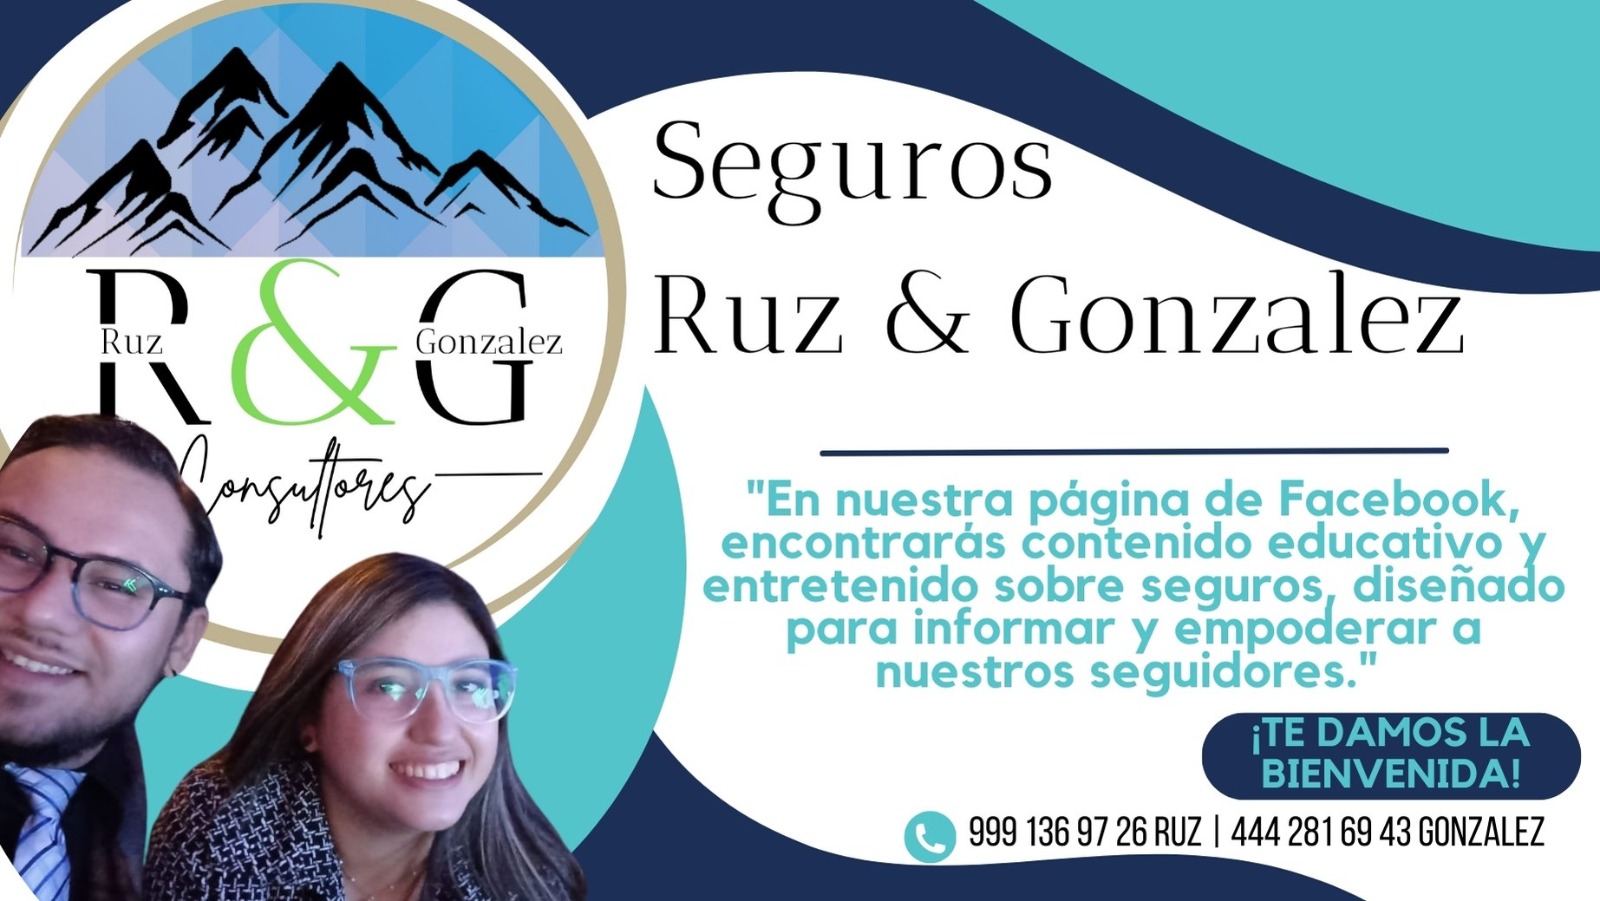 R & G
Ruz
Gonzalez
Consultores
Seguros
Ruz & Gonzalez
"En nuestra página de Facebook,
encontrarás contenido educativo y
entretenido sobre seguros, diseñado
para informar y empoderar a
nuestros seguidores."
¡TE DAMOS LA
BIENVENIDA!
999 136 97 26 RUZ | 444 281 69 43 GONZALEZ